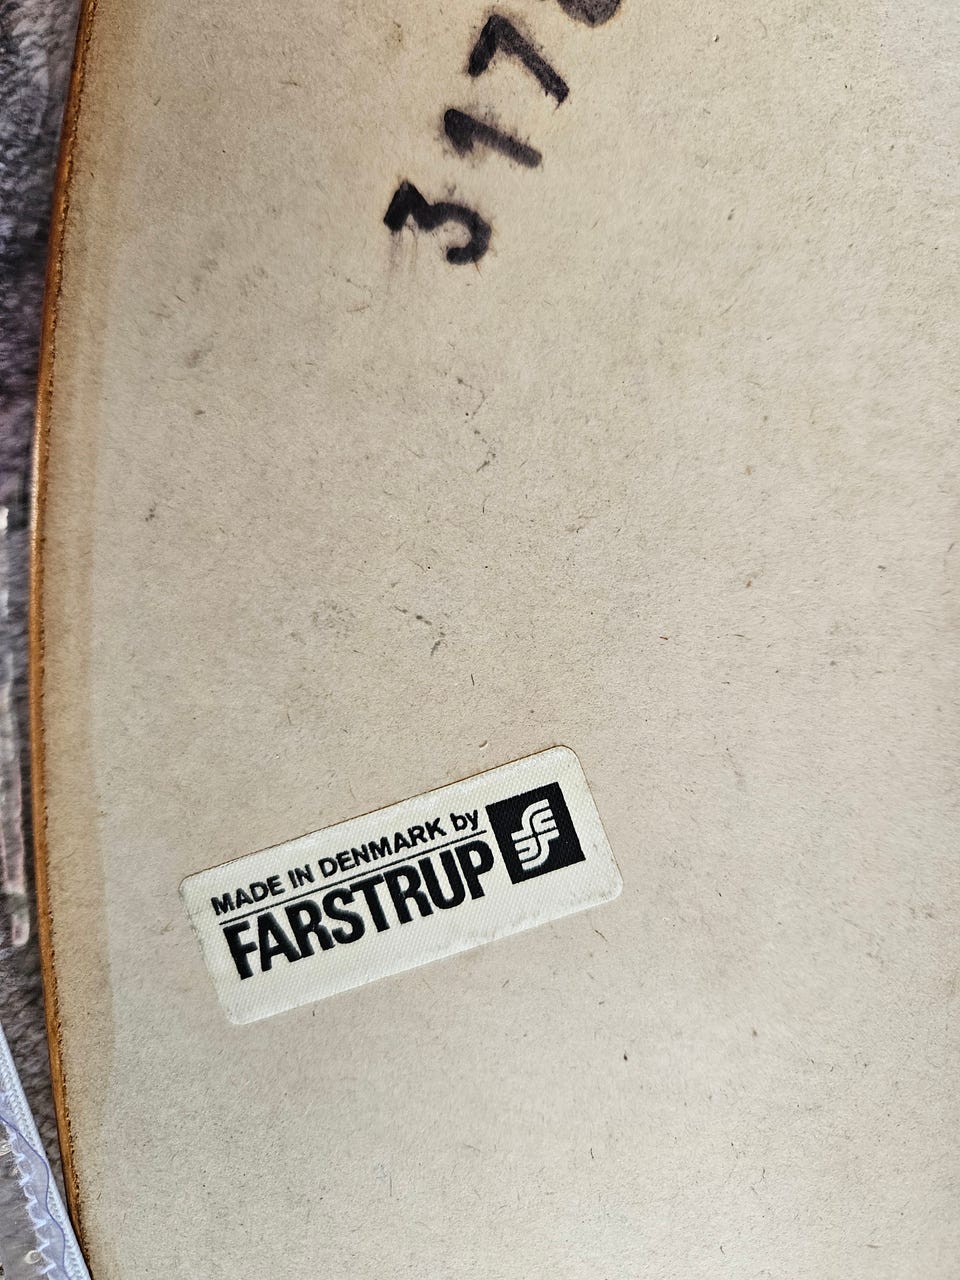 317
MADE IN DENMARK by
FARSTRUP